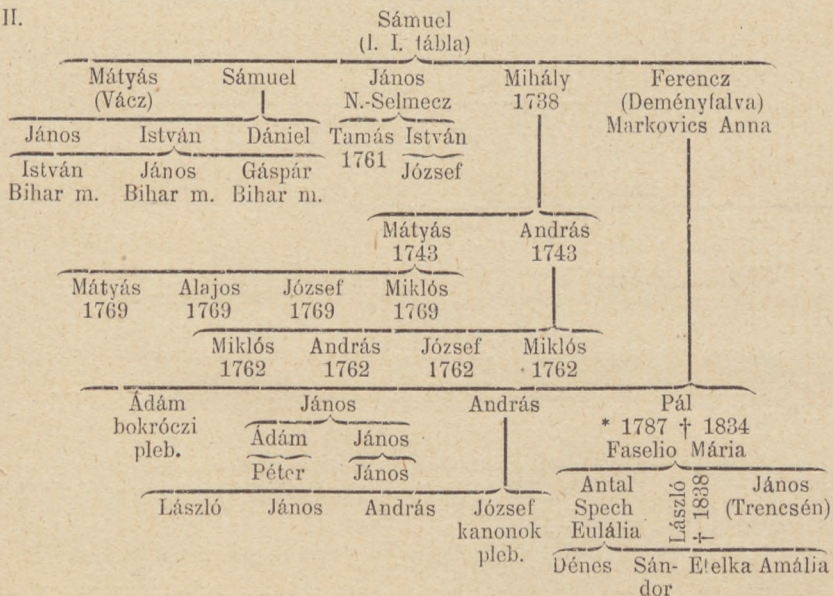 II.
Sámuel
(l. I. tábla)
Mátyás Sámuel János Mihály Ferencz
(Vácz) N.-Selmecz 1738 (Deményfalva)
Markovics Anna
János István Dániel Tamás István
1761
István János Gáspár József
Bihar m. Bihar m. Bihar m.
Mátyás András
1743 1743
Mátyás Alajos József Miklós
1769 1769 1769 1769
Miklós András József Miklós
1762 1762 1762 1762
Ádám János András Pál
bokróczi * 1787 † 1834
pleb. Faselio Mária
Ádám János
Péter János
László János András József
kanonok
pleb.
Antal László János
Spech † 1838 (Trencsén)
Eulália
Dénes Sán- Etelka Amália
dor